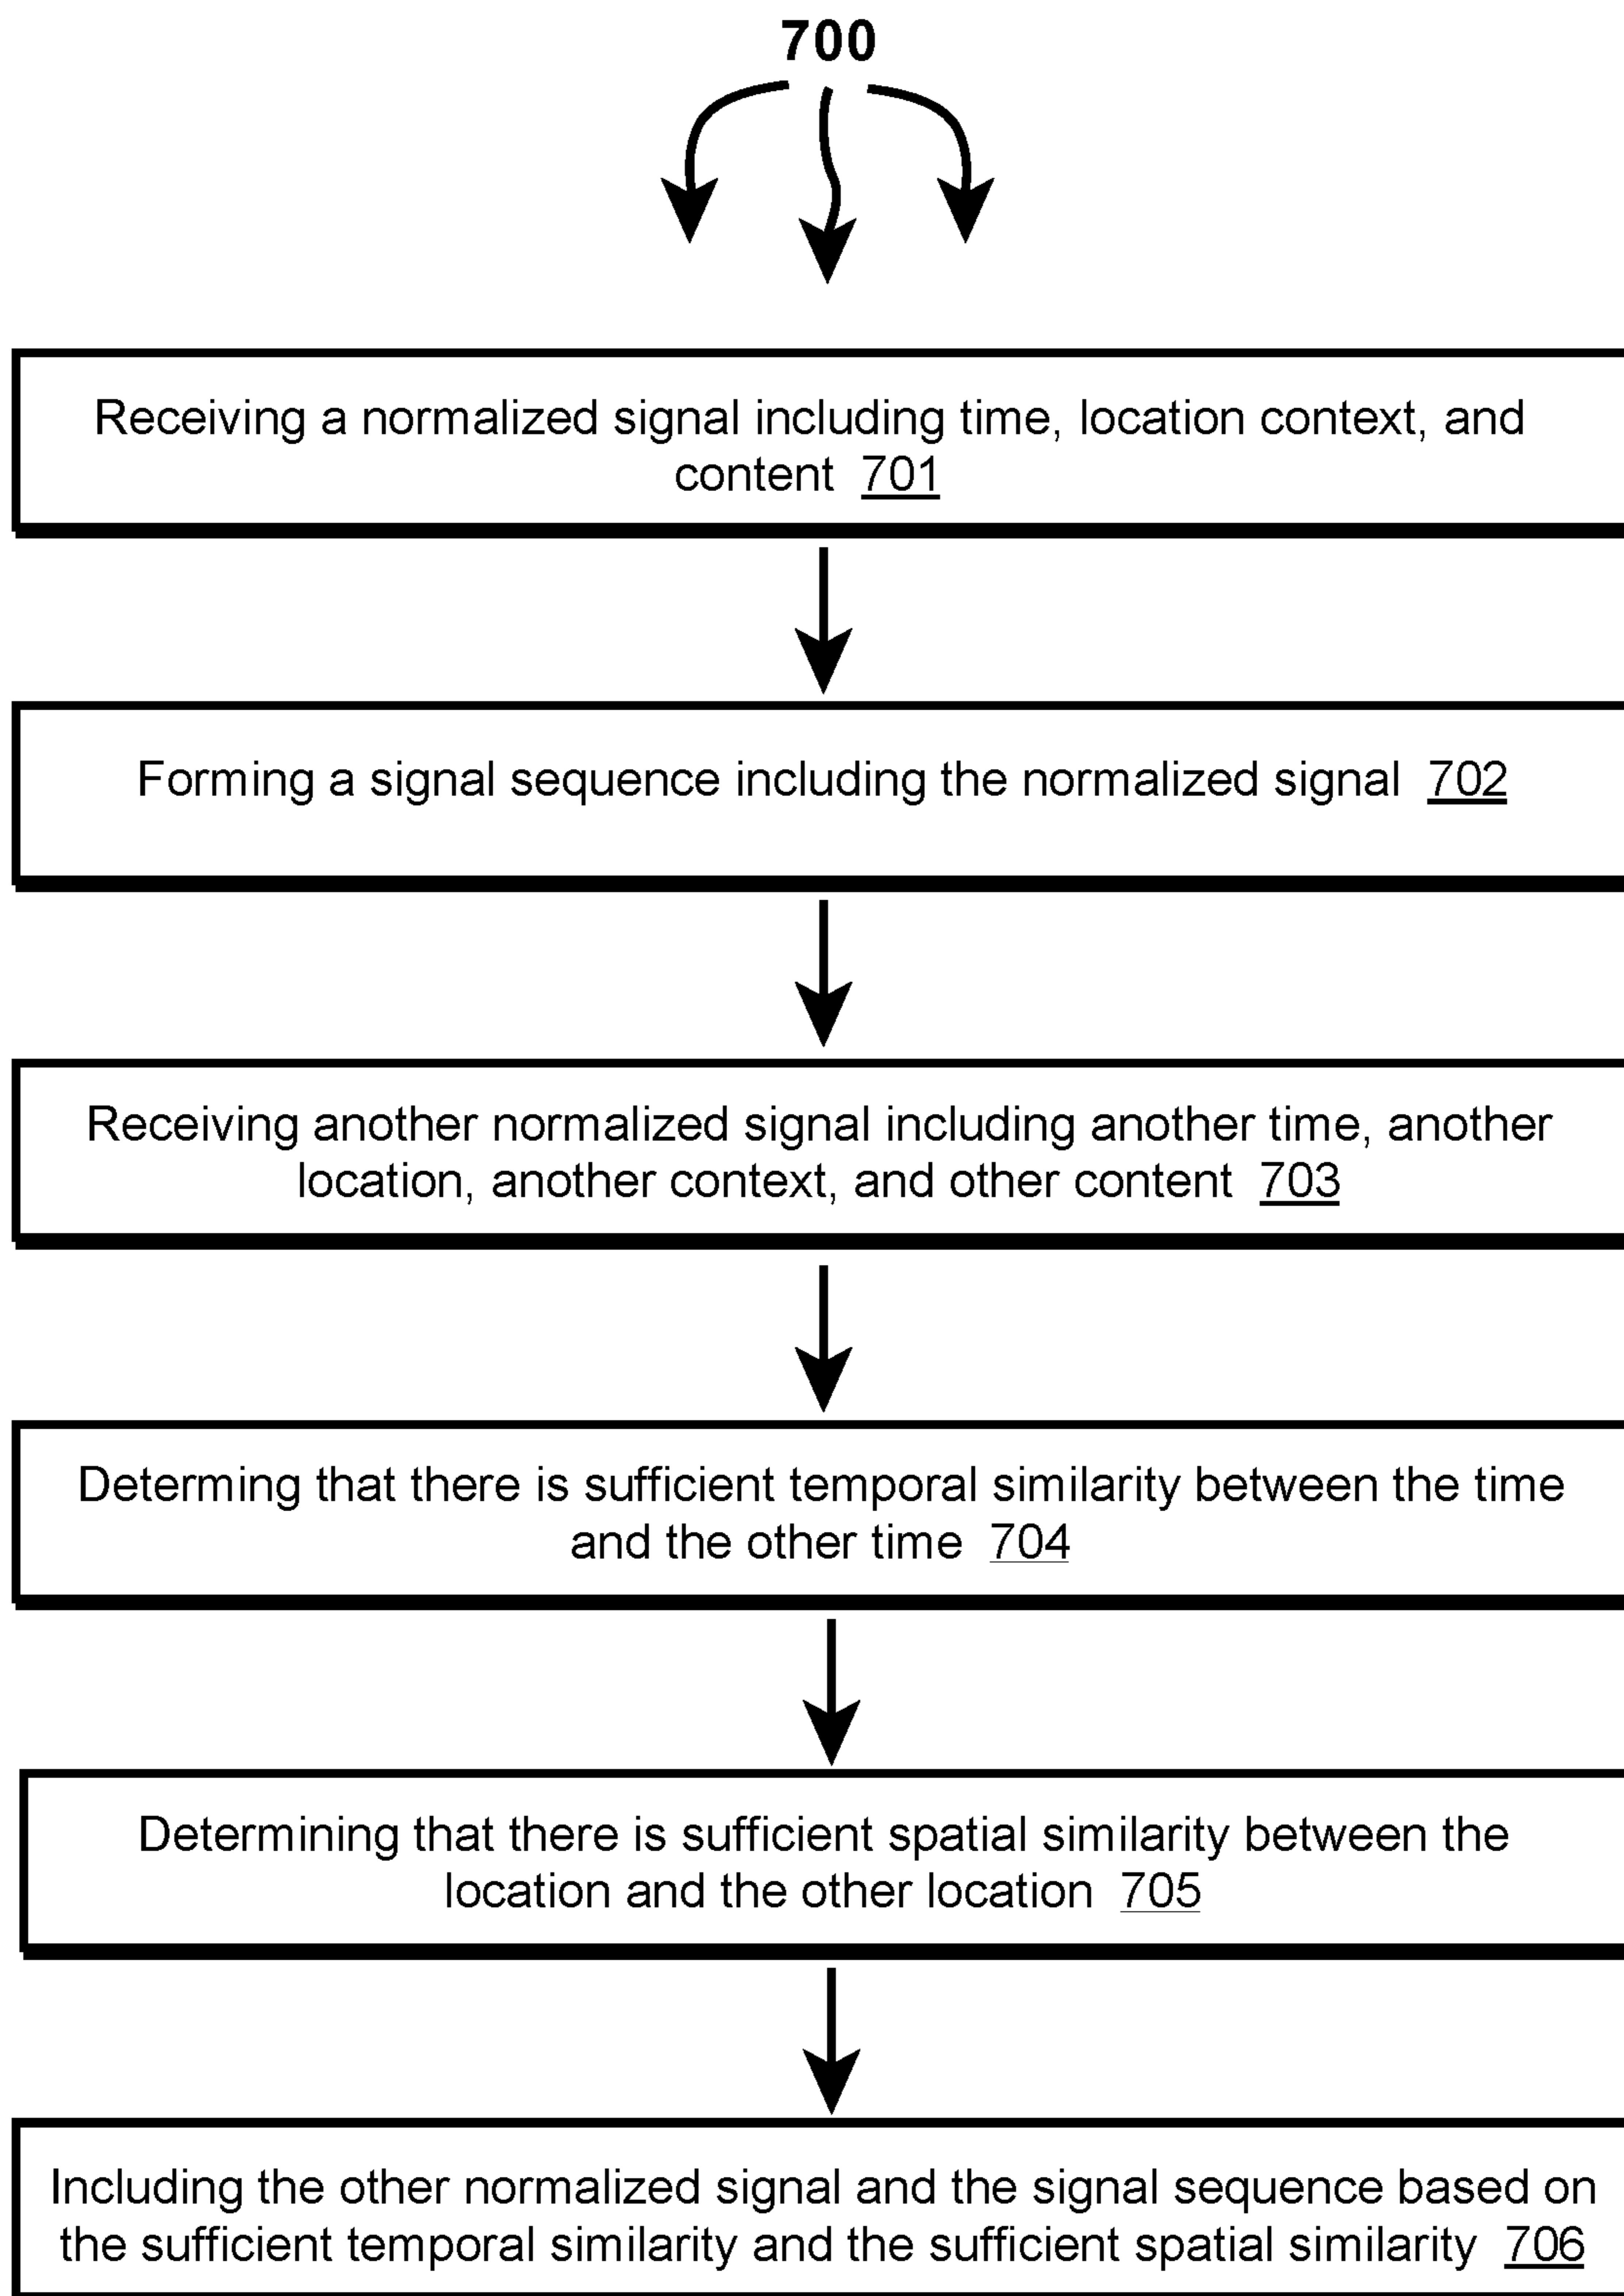 700
Receiving a normalized signal including time, location context, and
content 701
Forming a signal sequence including the normalized signal 702
Receiving another normalized signal including another time, another
location, another context, and other content 703
Determing that there is sufficient temporal similarity between the time
and the other time 704
Determining that there is sufficient spatial similarity between the
location and the other location 705
Including the other normalized signal and the signal sequence based on
the sufficient temporal similarity and the sufficient spatial similarity 706